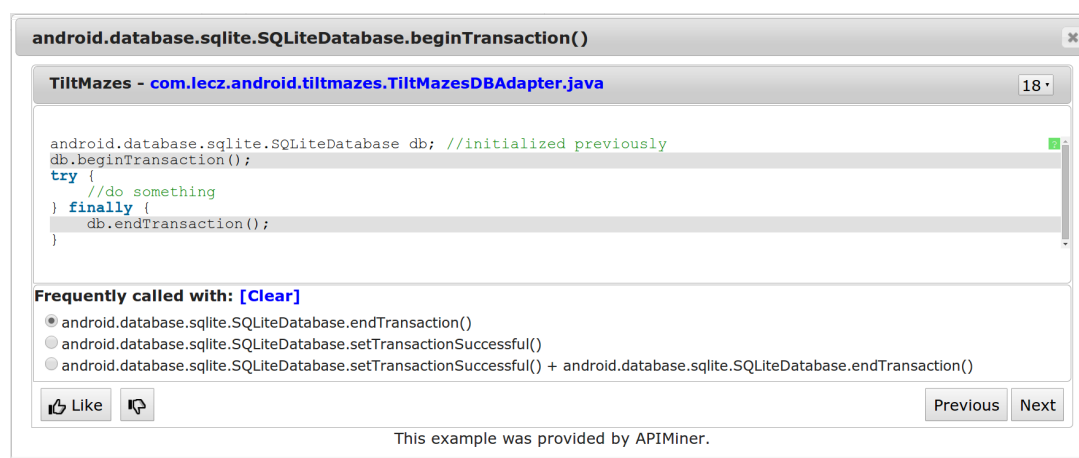 android.database.sqlite.SQLiteDatabase.beginTransaction()
TiltMazes - com.lecz.android.tiltmazes.TiltMazesDBAdapter.java
18
android.database.sqlite.SQLiteDatabase db; //initialized previously
?
db.beginTransaction();
try {
    //do something
} finally {
    db.endTransaction();
}
Frequently called with: [Clear]
android.database.sqlite.SQLiteDatabase.endTransaction()
android.database.sqlite.SQLiteDatabase.setTransactionSuccessful()
android.database.sqlite.SQLiteDatabase.setTransactionSuccessful() + android.database.sqlite.SQLiteDatabase.endTransaction()
Like
Previous Next
This example was provided by APIMiner.